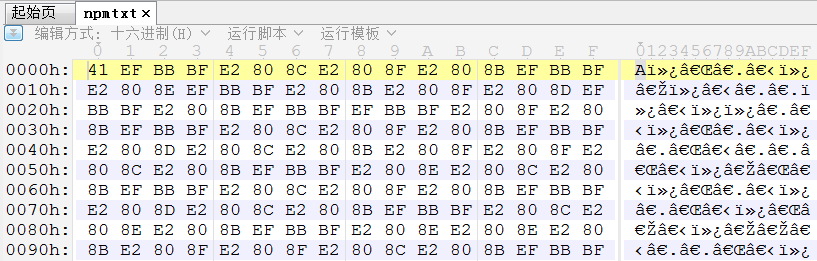 起始页 npmtxt ×
编辑方式: 十六进制(H) 运行脚本 运行模板
0 1 2 3 4 5 6 7 8 9 A B C D E F 0123456789ABCDEF
0000h: 41 EF BB BF E2 80 8C E2 80 8F E2 80 8B EF BB BF Aï»¿â€Œâ€.â€‹ï»¿
0010h: E2 80 8E EF BB BF E2 80 8B E2 80 8F E2 80 8D EF â€Žï»¿â€‹â€.â€.ï
0020h: BB BF E2 80 8B EF BB BF EF BB BF E2 80 8F E2 80 »¿â€‹ï»¿ï»¿â€.â€
0030h: 8B EF BB BF E2 80 8C E2 80 8F E2 80 8B EF BB BF ‹ï»¿â€Œâ€.â€‹ï»¿
0040h: E2 80 8D E2 80 8C E2 80 8B E2 80 8F E2 80 8D E2 â€.â€Œâ€‹â€.â€.â
0050h: 80 8C E2 80 8B EF BB BF E2 80 8E E2 80 8C E2 80 €Œâ€‹ï»¿â€Žâ€Œâ€
0060h: 8B EF BB BF E2 80 8C E2 80 8F E2 80 8B EF BB BF ‹ï»¿â€Œâ€.â€‹ï»¿
0070h: E2 80 8D E2 80 8C E2 80 8B EF BB BF E2 80 8C E2 â€.â€Œâ€‹ï»¿â€Œâ
0080h: 80 8E E2 80 8B EF BB BF E2 80 8E E2 80 8E E2 80 €Žâ€‹ï»¿â€Žâ€Žâ€
0090h: 8B E2 80 8F E2 80 8F E2 80 8C E2 80 8B EF BB BF ‹â€.â€.â€Œâ€‹ï»¿